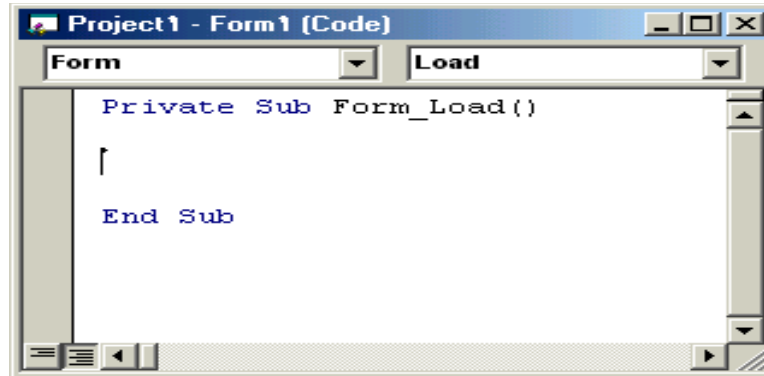 Project1 - Form1 (Code)
Form Load
Private Sub Form_Load()
End Sub